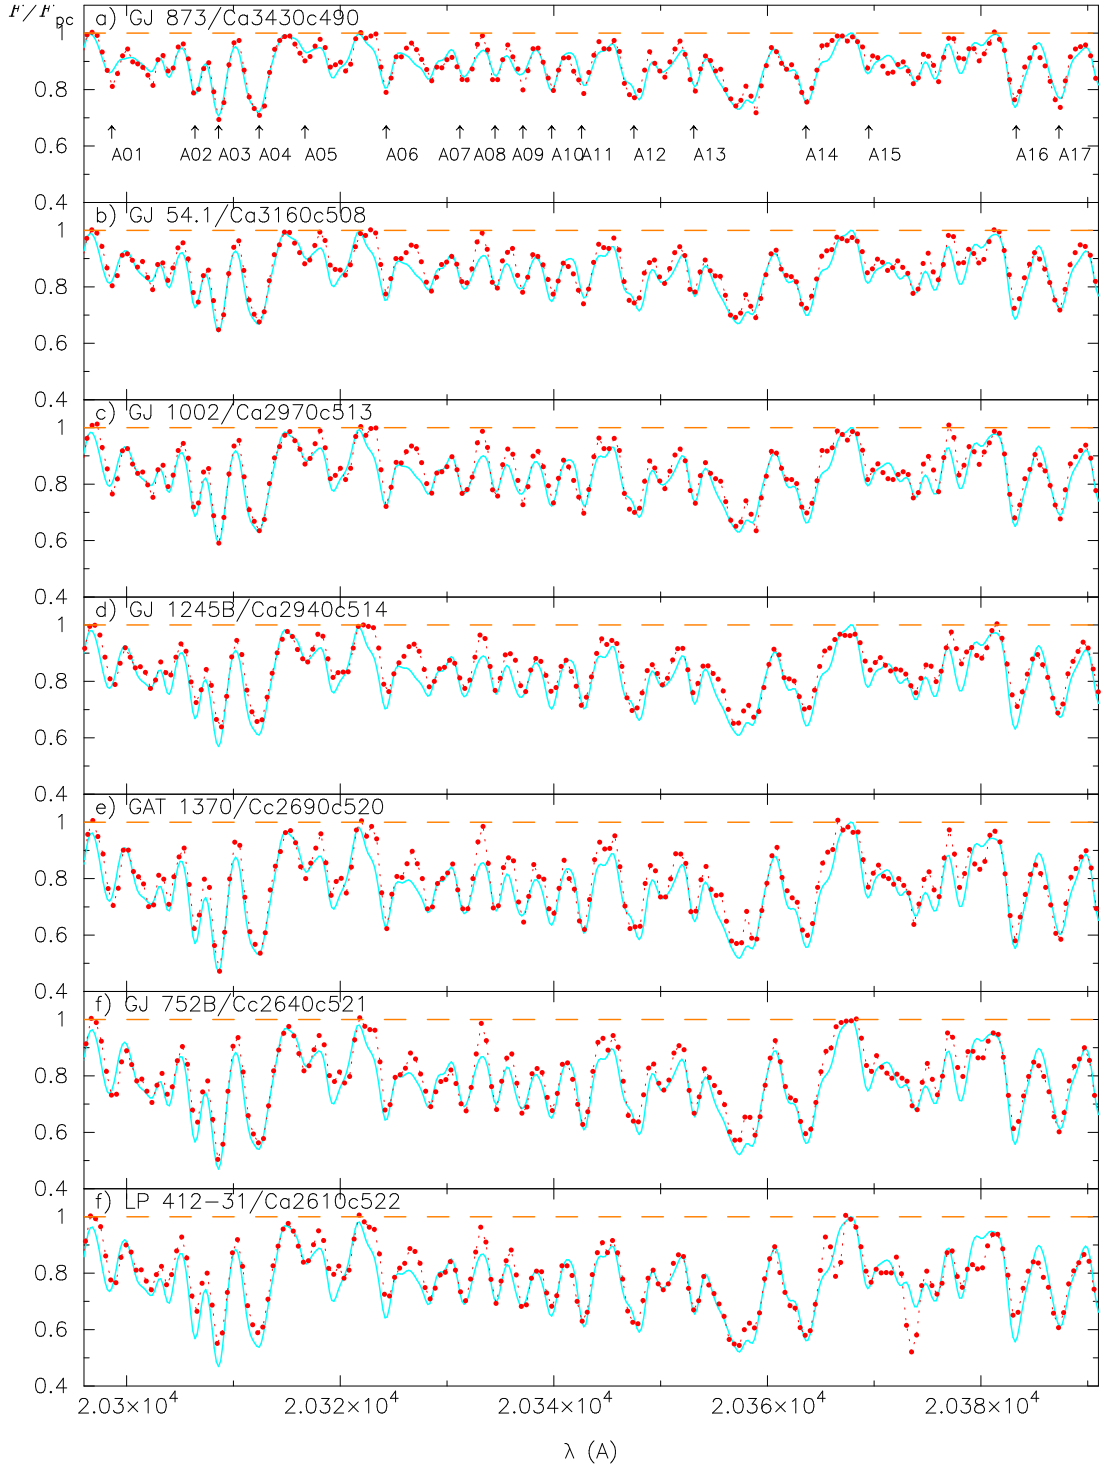 F/F_pc
a) GJ 873/Ca3430c490
1
0.8
0.6
A01 A02 A03 A04 A05 A06 A07 A08 A09 A10 A11 A12 A13 A14 A15 A16 A17
0.4
b) GJ 54.1/Ca3160c508
1
0.8
0.6
0.4
c) GJ 1002/Ca2970c513
1
0.8
0.6
0.4
d) GJ 1245B/Ca2940c514
1
0.8
0.6
0.4
e) GAT 1370/Cc2690c520
1
0.8
0.6
0.4
f) GJ 752B/Cc2640c521
1
0.8
0.6
0.4
f) LP 412−31/Ca2610c522
1
0.8
0.6
0.4
2.03×10⁴ 2.032×10⁴ 2.034×10⁴ 2.036×10⁴ 2.038×10⁴
λ (A)